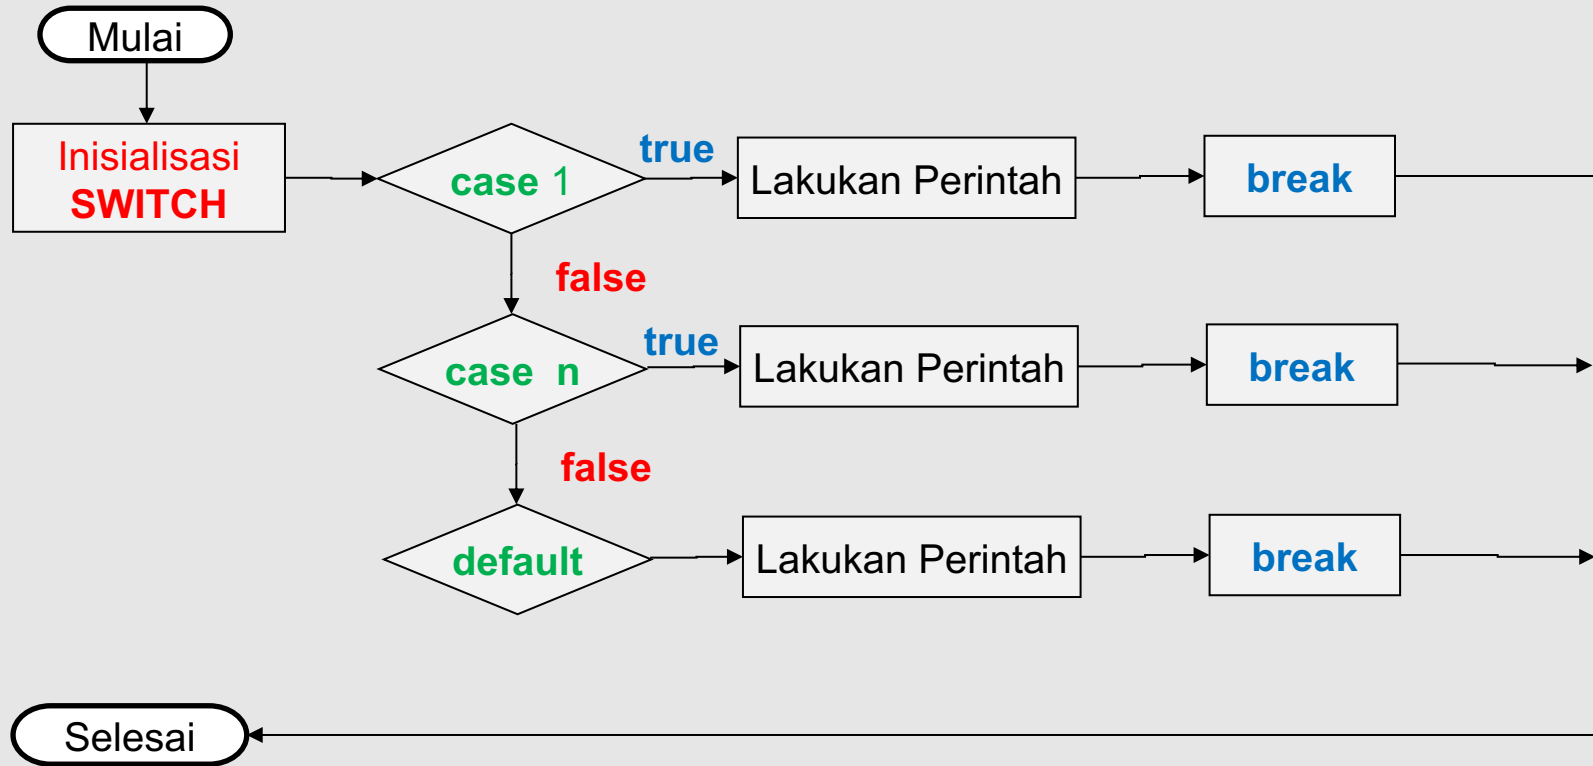 Mulai
Inisialisasi
SWITCH
case 1
true
Lakukan Perintah
break
false
case n
true
Lakukan Perintah
break
false
default
Lakukan Perintah
break
Selesai